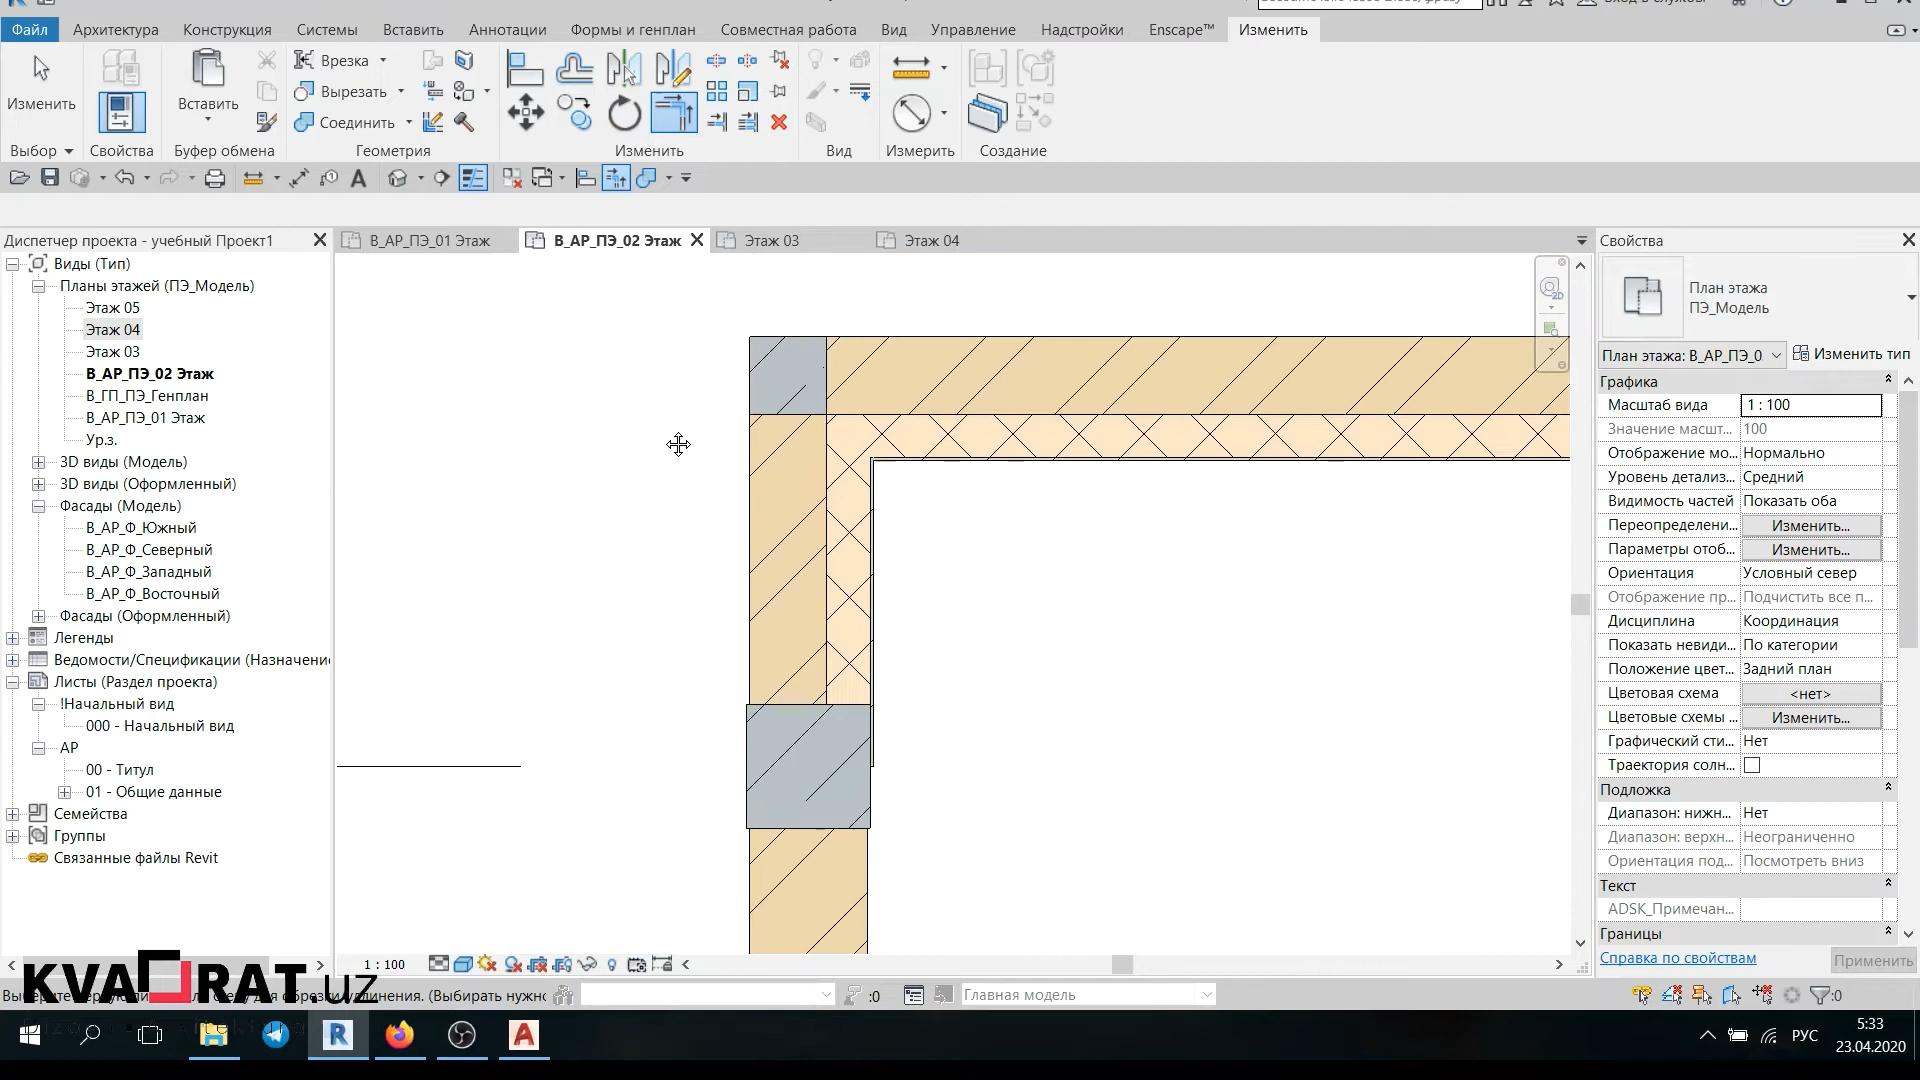 Файл Архитектура Конструкция Системы Вставить Аннотации Формы и генплан Совместная работа Вид Управление Надстройки Enscape™ Изменить
Изменить
Вставить
Врезка
Вырезать
Соединить
Выбор Свойства Буфер обмена Геометрия Изменить Вид Измерить Создание
Диспетчер проекта - учебный Проект1
В_АР_ПЭ_01 Этаж В_АР_ПЭ_02 Этаж Этаж 03 Этаж 04
Свойства
Виды (Тип)
Планы этажей (ПЭ_Модель)
Этаж 05
Этаж 04
Этаж 03
В_АР_ПЭ_02 Этаж
В_ГП_ПЭ_Генплан
В_АР_ПЭ_01 Этаж
Ур.з.
3D виды (Модель)
3D виды (Оформленный)
Фасады (Модель)
В_АР_Ф_Южный
В_АР_Ф_Северный
В_АР_Ф_Западный
В_АР_Ф_Восточный
Фасады (Оформленный)
Легенды
Ведомости/Спецификации (Назначени
Листы (Раздел проекта)
!Начальный вид
000 - Начальный вид
АР
00 - Титул
01 - Общие данные
Семейства
Группы
Связанные файлы Revit
2D
План этажа
ПЭ_Модель
План этажа: В_АР_ПЭ_0 Изменить тип
Графика
Масштаб вида 1 : 100
Значение масшт... 100
Отображение мо... Нормально
Уровень детализ... Средний
Видимость частей Показать оба
Переопределени... Изменить...
Параметры отоб... Изменить...
Ориентация Условный север
Отображение пр... Подчистить все п...
Дисциплина Координация
Показать невиди... По категории
Положение цвет... Задний план
Цветовая схема <нет>
Цветовые схемы ... Изменить...
Графический сти... Нет
Траектория солн...
Подложка
Диапазон: нижн... Нет
Диапазон: верхн... Неограниченно
Ориентация под... Посмотреть вниз
Текст
ADSK_Примечан...
Границы
Справка по свойствам Применить
1 : 100
KVADRAT.UZ
удлинения. (Выбирать нужно
:0
Главная модель
:0
РУС
5:33
23.04.2020